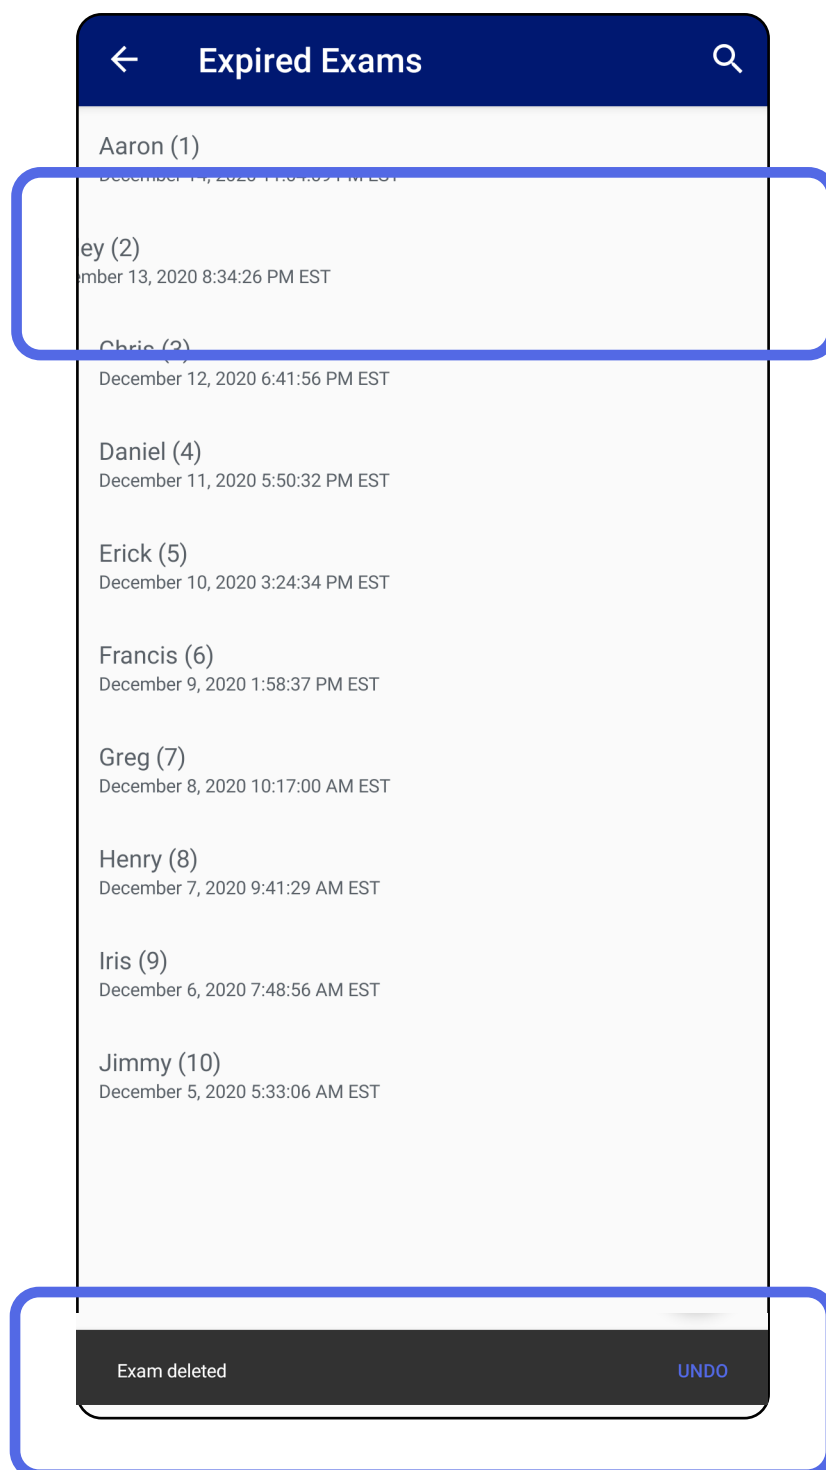 Expired Exams
Aaron (1)
ey (2)
mber 13, 2020 8:34:26 PM EST
Chris (3)
December 12, 2020 6:41:56 PM EST
Daniel (4)
December 11, 2020 5:50:32 PM EST
Erick (5)
December 10, 2020 3:24:34 PM EST
Francis (6)
December 9, 2020 1:58:37 PM EST
Greg (7)
December 8, 2020 10:17:00 AM EST
Henry (8)
December 7, 2020 9:41:29 AM EST
Iris (9)
December 6, 2020 7:48:56 AM EST
Jimmy (10)
December 5, 2020 5:33:06 AM EST
Exam deleted
UNDO